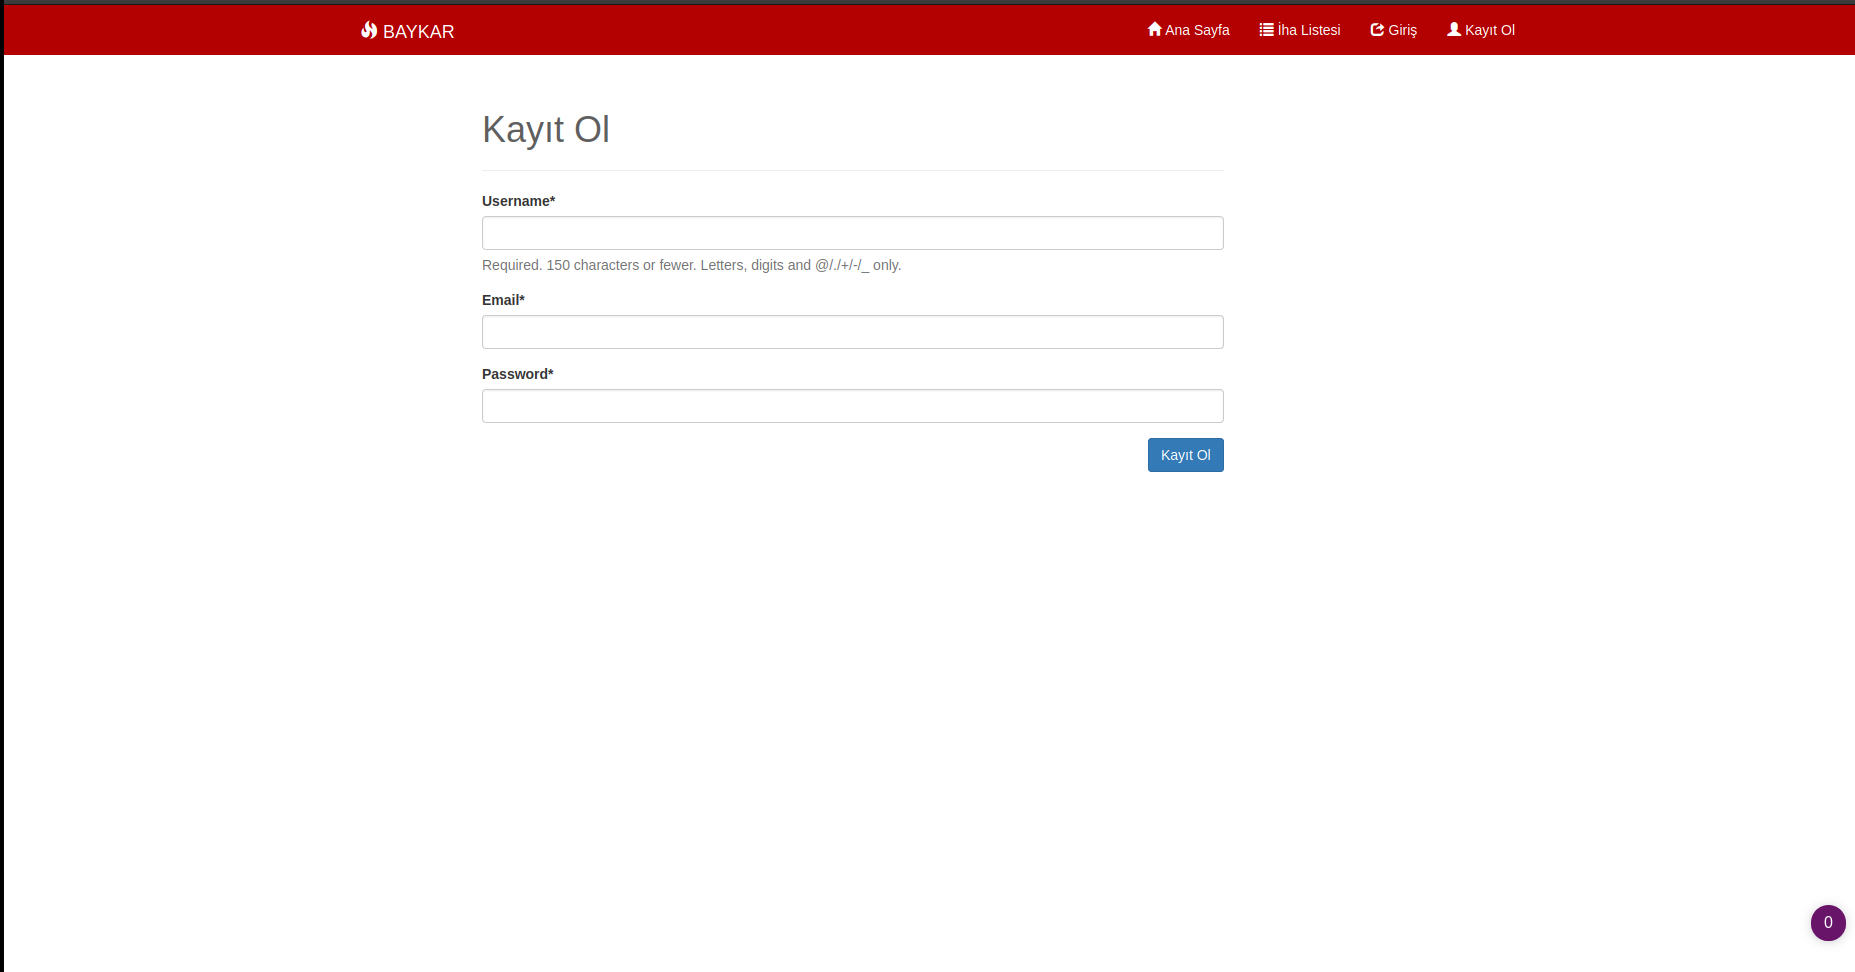 BAYKAR
Ana Sayfa
İha Listesi
Giriş
Kayıt Ol
Kayıt Ol
Username*
Required. 150 characters or fewer. Letters, digits and @/./+/-/_ only.
Email*
Password*
Kayıt Ol
0